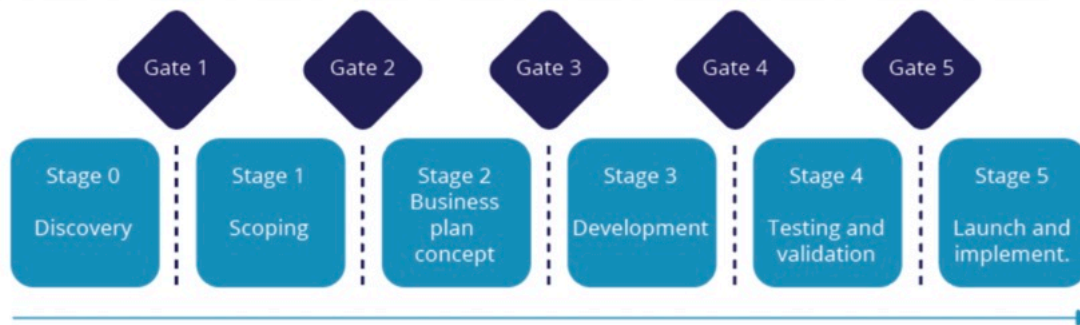 Gate 1
Gate 2
Gate 3
Gate 4
Gate 5
Stage 0
Discovery
Stage 1
Scoping
Stage 2
Business
plan
concept
Stage 3
Development
Stage 4
Testing and
validation
Stage 5
Launch and
implement.